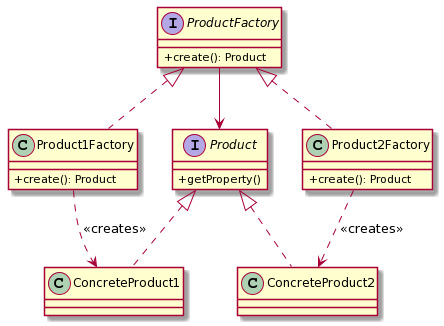 I ProductFactory
+create(): Product
C Product1Factory
+create(): Product
I Product
+getProperty()
C Product2Factory
+create(): Product
«creates»
«creates»
C ConcreteProduct1
C ConcreteProduct2